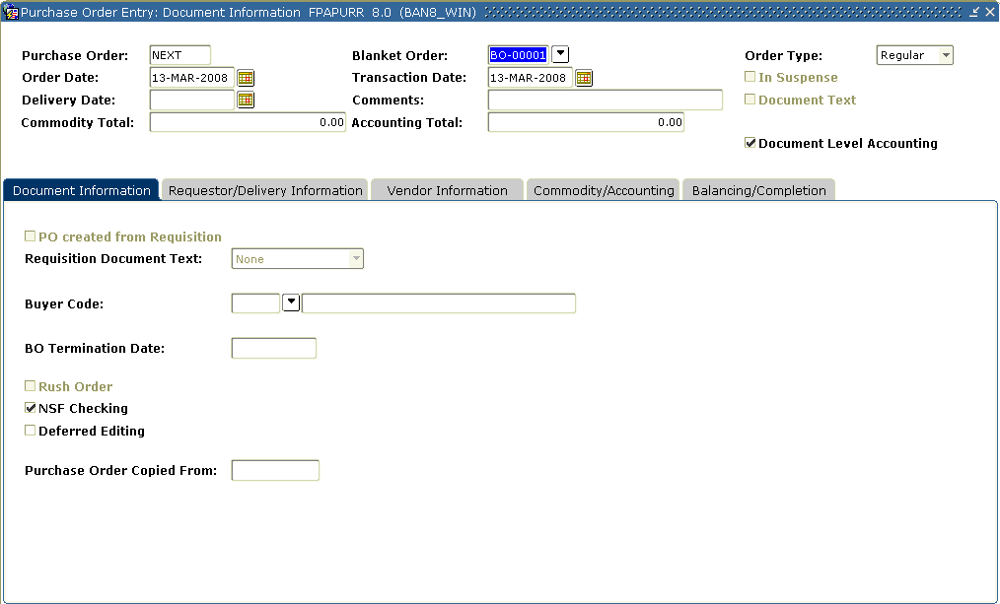 Purchase Order Entry: Document Information FPAPURR 8.0 (BAN8_WIN)
Purchase Order: NEXT Blanket Order: BO-00001 Order Type: Regular
Order Date: 13-MAR-2008 Transaction Date: 13-MAR-2008 In Suspense
Delivery Date: Comments: Document Text
Commodity Total: 0.00 Accounting Total: 0.00
Document Level Accounting
Document Information Requestor/Delivery Information Vendor Information Commodity/Accounting Balancing/Completion
PO created from Requisition
Requisition Document Text: None
Buyer Code:
BO Termination Date:
Rush Order
NSF Checking
Deferred Editing
Purchase Order Copied From: